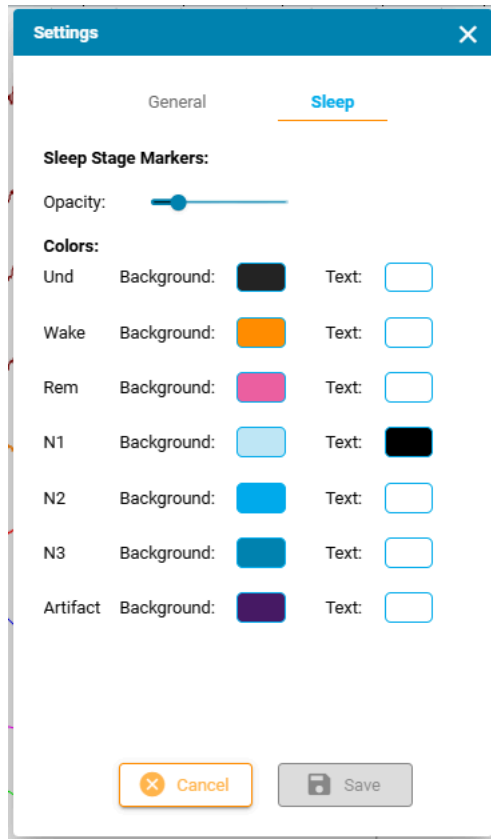 Settings
General Sleep
Sleep Stage Markers:
Opacity:
Colors:
Und Background: Text:
Wake Background: Text:
Rem Background: Text:
N1 Background: Text:
N2 Background: Text:
N3 Background: Text:
Artifact Background: Text:
Cancel Save